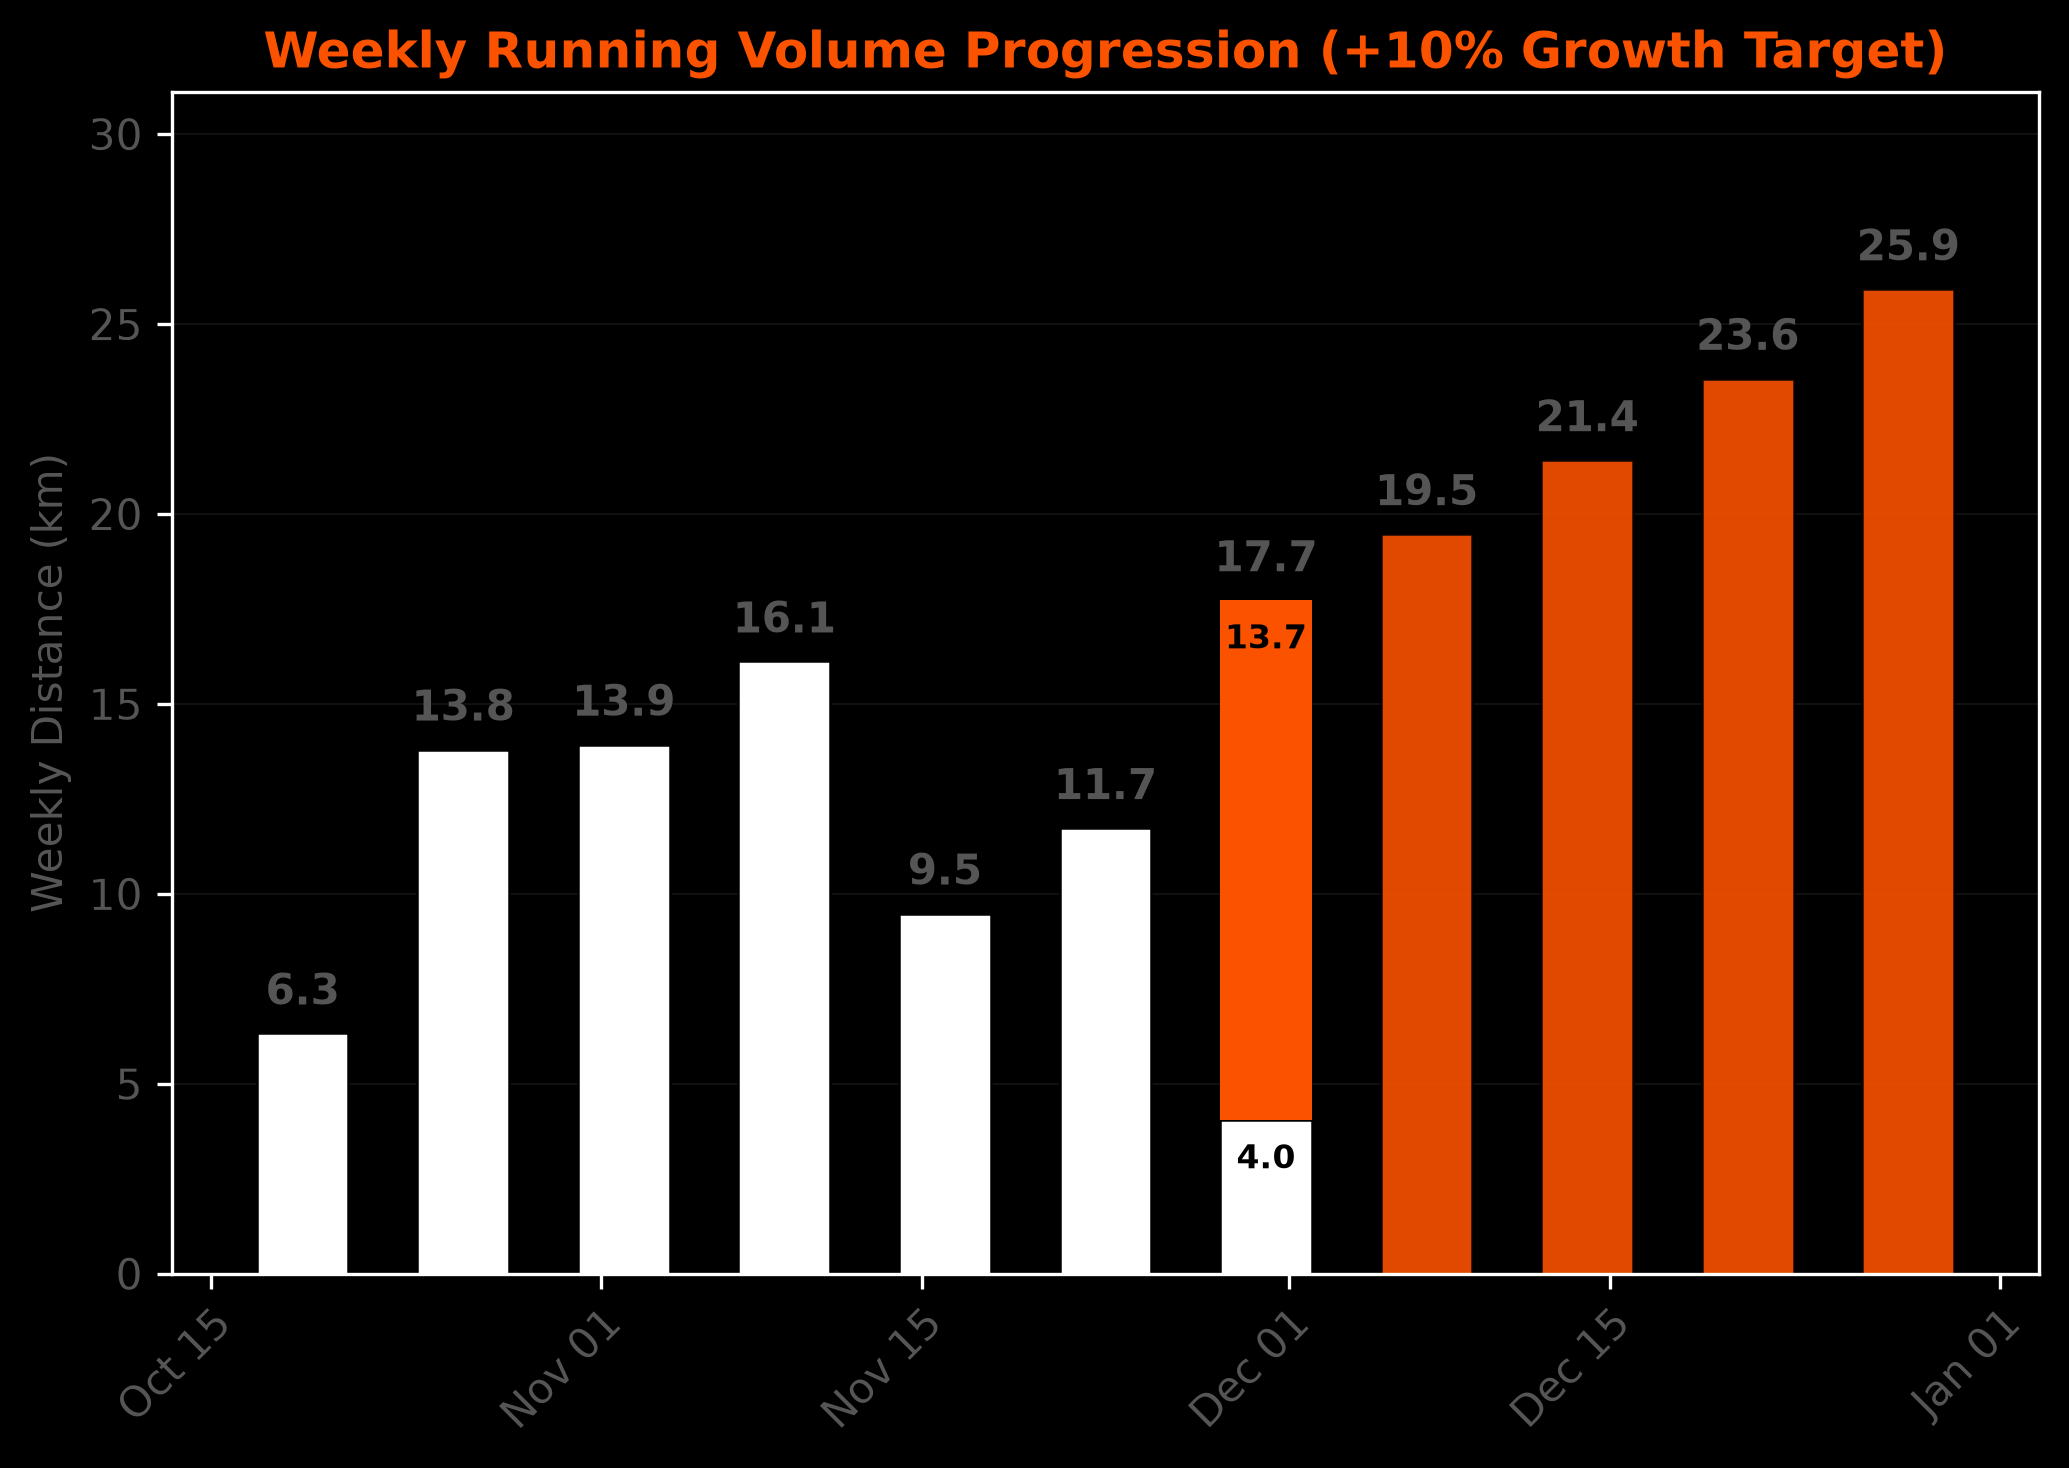 Weekly Running Volume Progression (+10% Growth Target)
Weekly Distance (km)
30
25
20
15
10
5
0
6.3
13.8
13.9
16.1
9.5
11.7
17.7
13.7
4.0
19.5
21.4
23.6
25.9
Oct 15
Nov 01
Nov 15
Dec 01
Dec 15
Jan 01